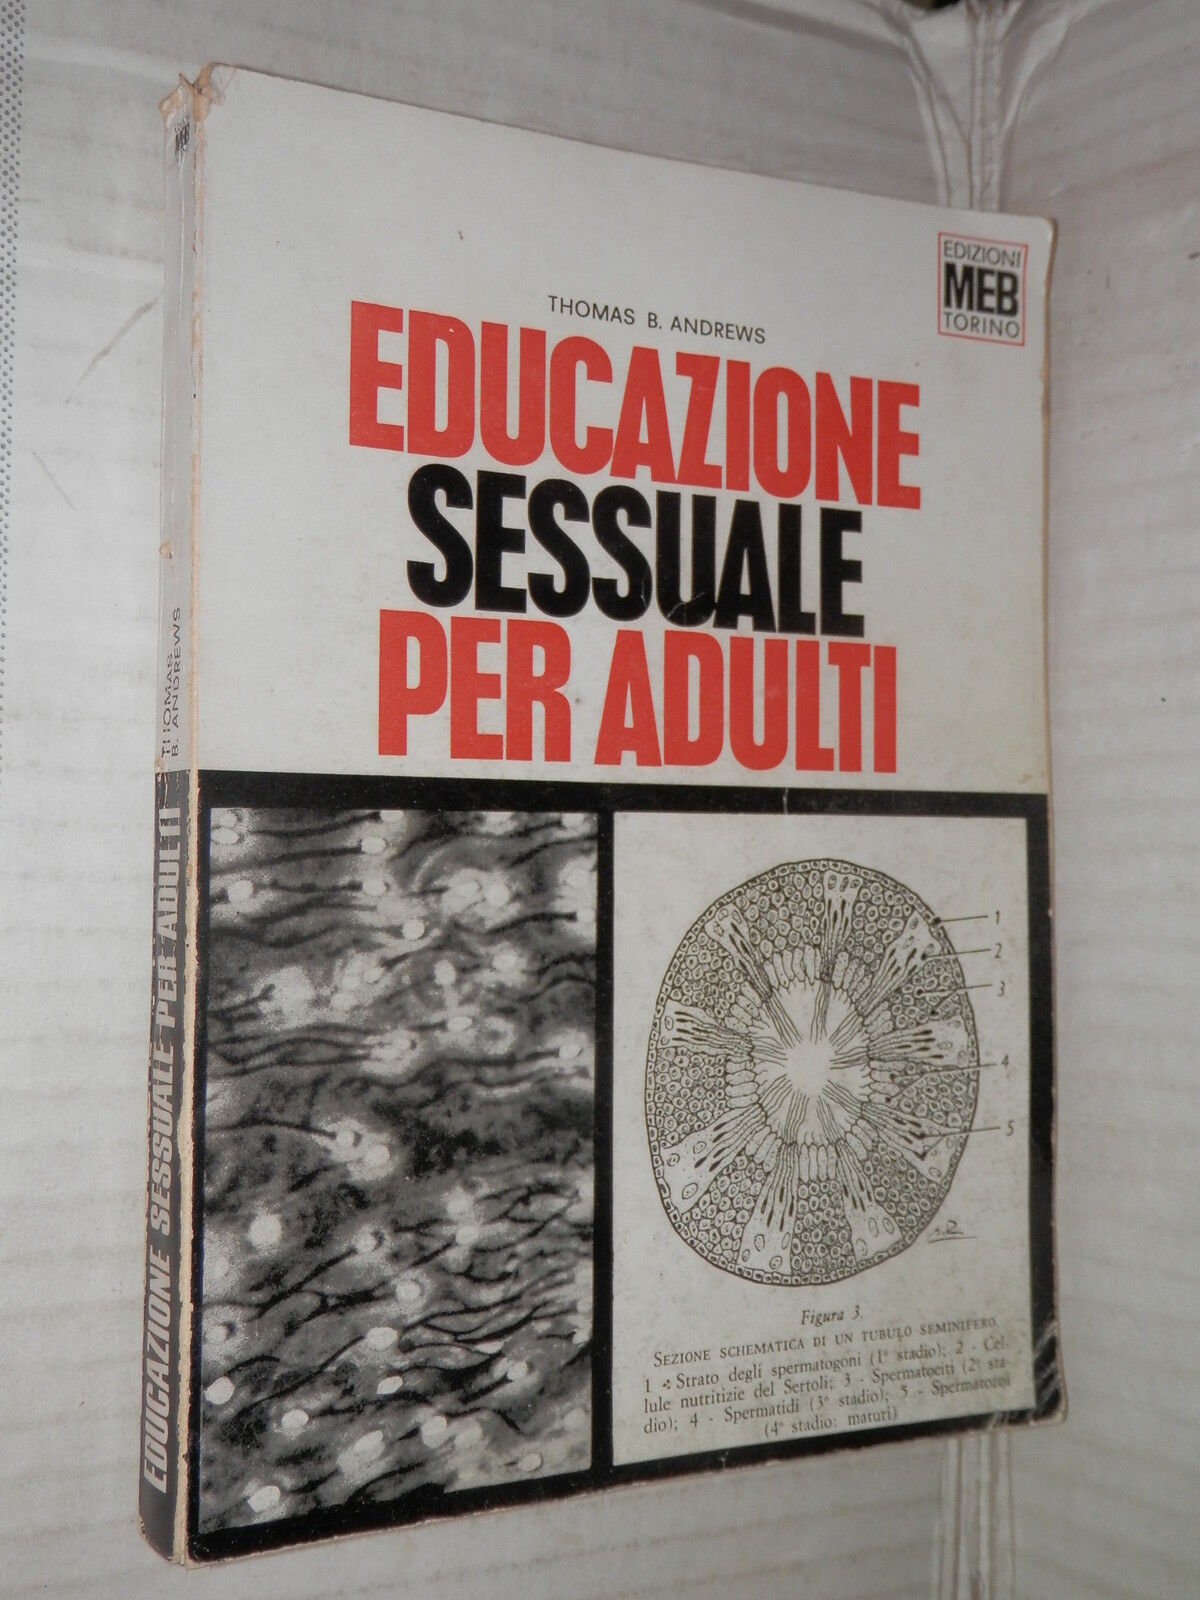 EDIZIONI
MEB
TORINO
THOMAS B. ANDREWS
EDUCAZIONE
SESSUALE
PER ADULTI
1
2
3
4
5
Figura 3.
SEZIONE SCHEMATICA DI UN TUBULO SEMINIFERO.
1 - Strato degli spermatogoni (1° stadio); 2 - Cel-
lule nutritizie del Sertoli; 3 - Spermatociti (2° sta-
dio); 4 - Spermatidi (3° stadio); 5 - Spermatozoi
(4° stadio: maturi)
MEB
THOMAS
B. ANDREWS
EDUCAZIONE SESSUALE PER ADULTI